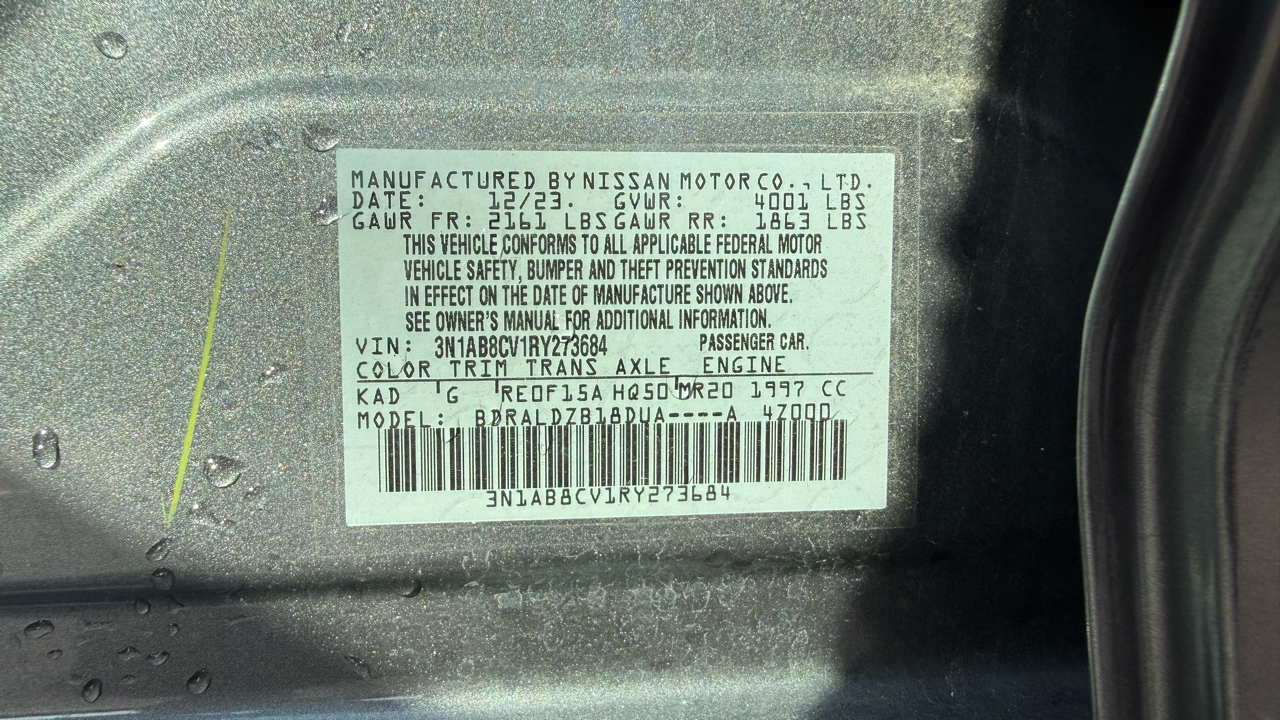 MANUFACTURED BY NISSAN MOTOR CO., LTD.
DATE: 12/23. GVWR: 4001 LBS
GAWR FR: 2161 LBS GAWR RR: 1863 LBS
THIS VEHICLE CONFORMS TO ALL APPLICABLE FEDERAL MOTOR
VEHICLE SAFETY, BUMPER AND THEFT PREVENTION STANDARDS
IN EFFECT ON THE DATE OF MANUFACTURE SHOWN ABOVE.
SEE OWNER'S MANUAL FOR ADDITIONAL INFORMATION.
VIN: 3N1AB8CV1RY273684 PASSENGER CAR.
COLOR TRIM TRANS AXLE ENGINE
KAD G RE0F15A HQ50 MR20 1997 CC
MODEL: BDRALDZB18DUA----A 4Z000
3N1AB8CV1RY273684